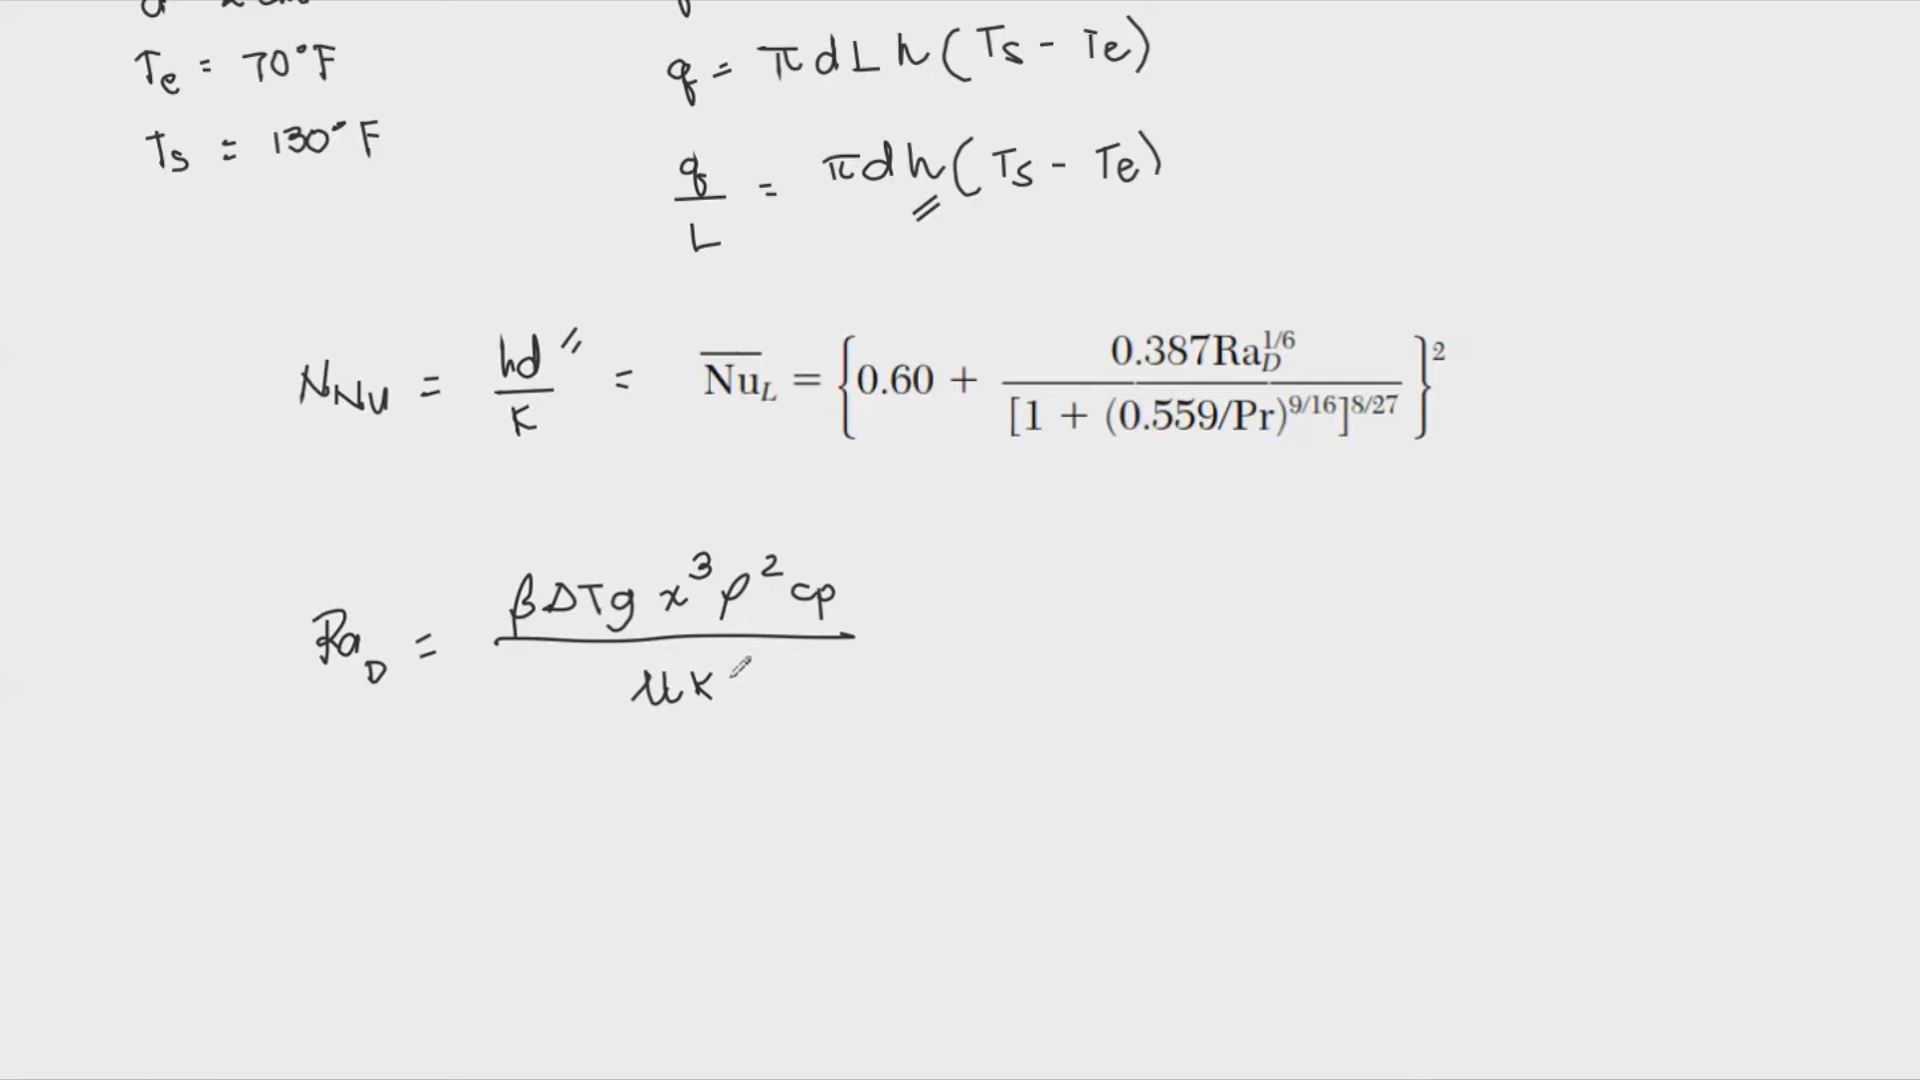 Te = 70°F
Ts = 130°F
q = πdLh(Ts - Te)
q/L = πdh(Ts - Te)
N_Nu = hd/k = Nu_L = {0.60 + 0.387Ra_D^1/6 / [1 + (0.559/Pr)^9/16]^8/27}^2
Ra_D = βΔTg x^3 ρ^2 cp / μk